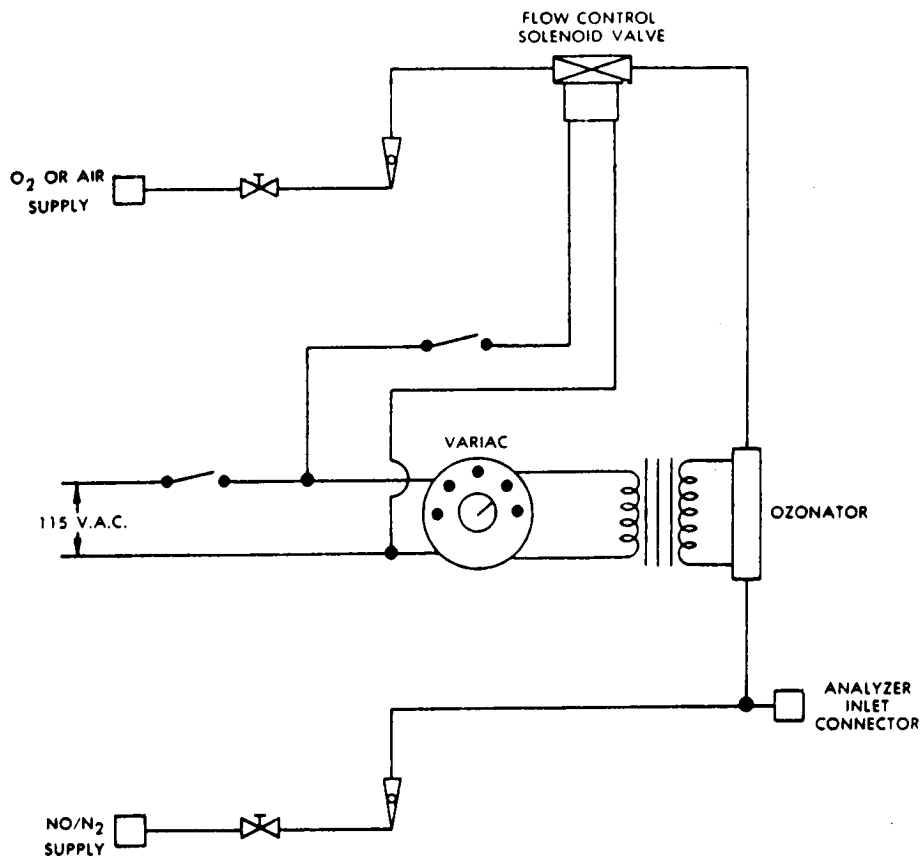 FLOW CONTROL
SOLENOID VALVE
O₂ OR AIR
SUPPLY
VARIAC
115 V.A.C.
OZONATOR
ANALYZER
INLET
CONNECTOR
NO/N₂
SUPPLY